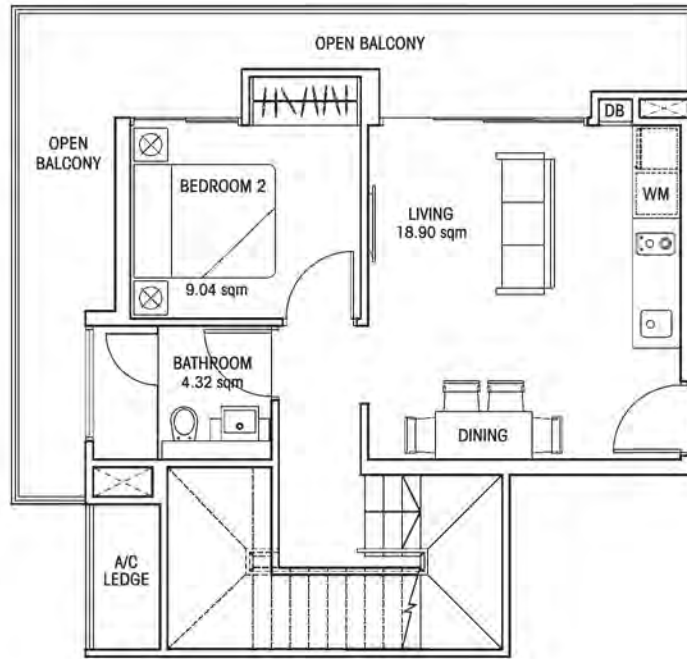 OPEN BALCONY
OPEN
BALCONY
DB
BEDROOM 2
9.04 sqm
LIVING
18.90 sqm
WM
BATHROOM
4.32 sqm
DINING
A/C
LEDGE